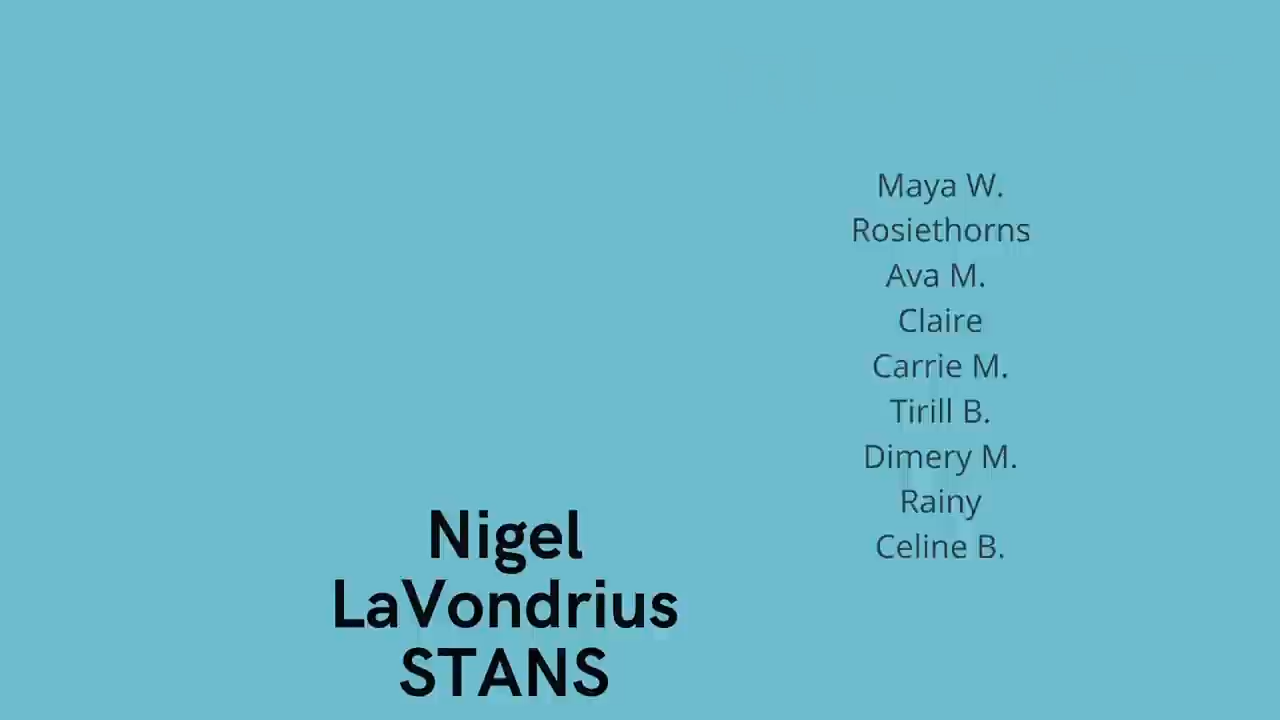 Maya W.
Rosiethorns
Ava M.
Claire
Carrie M.
Tirill B.
Dimery M.
Rainy
Celine B.
Nigel
LaVondrius
STANS